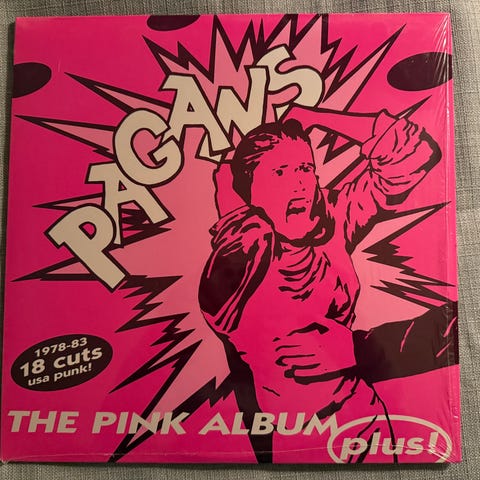 PAGANS
1978-83
18 cuts
usa punk!
THE PINK ALBUM
plus!